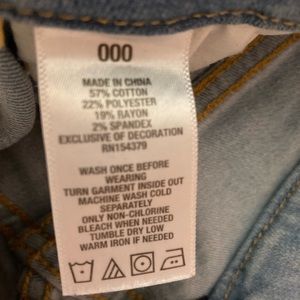 000
MADE IN CHINA
57% COTTON
22% POLYESTER
19% RAYON
2% SPANDEX
EXCLUSIVE OF DECORATION
RN154379
WASH ONCE BEFORE
WEARING
TURN GARMENT INSIDE OUT
MACHINE WASH COLD
SEPARATELY
ONLY NON-CHLORINE
BLEACH WHEN NEEDED
TUMBLE DRY LOW
WARM IRON IF NEEDED